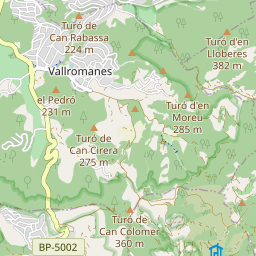 Turó de
Can Rabassa
224 m
Turó d'en
Lloberes
382 m
Vallromanes
el Pedró
231 m
Turó d'en
Moreu
285 m
Turó de
Can Cirera
275 m
Turó de
Can Colomer
360 m
BP-5002